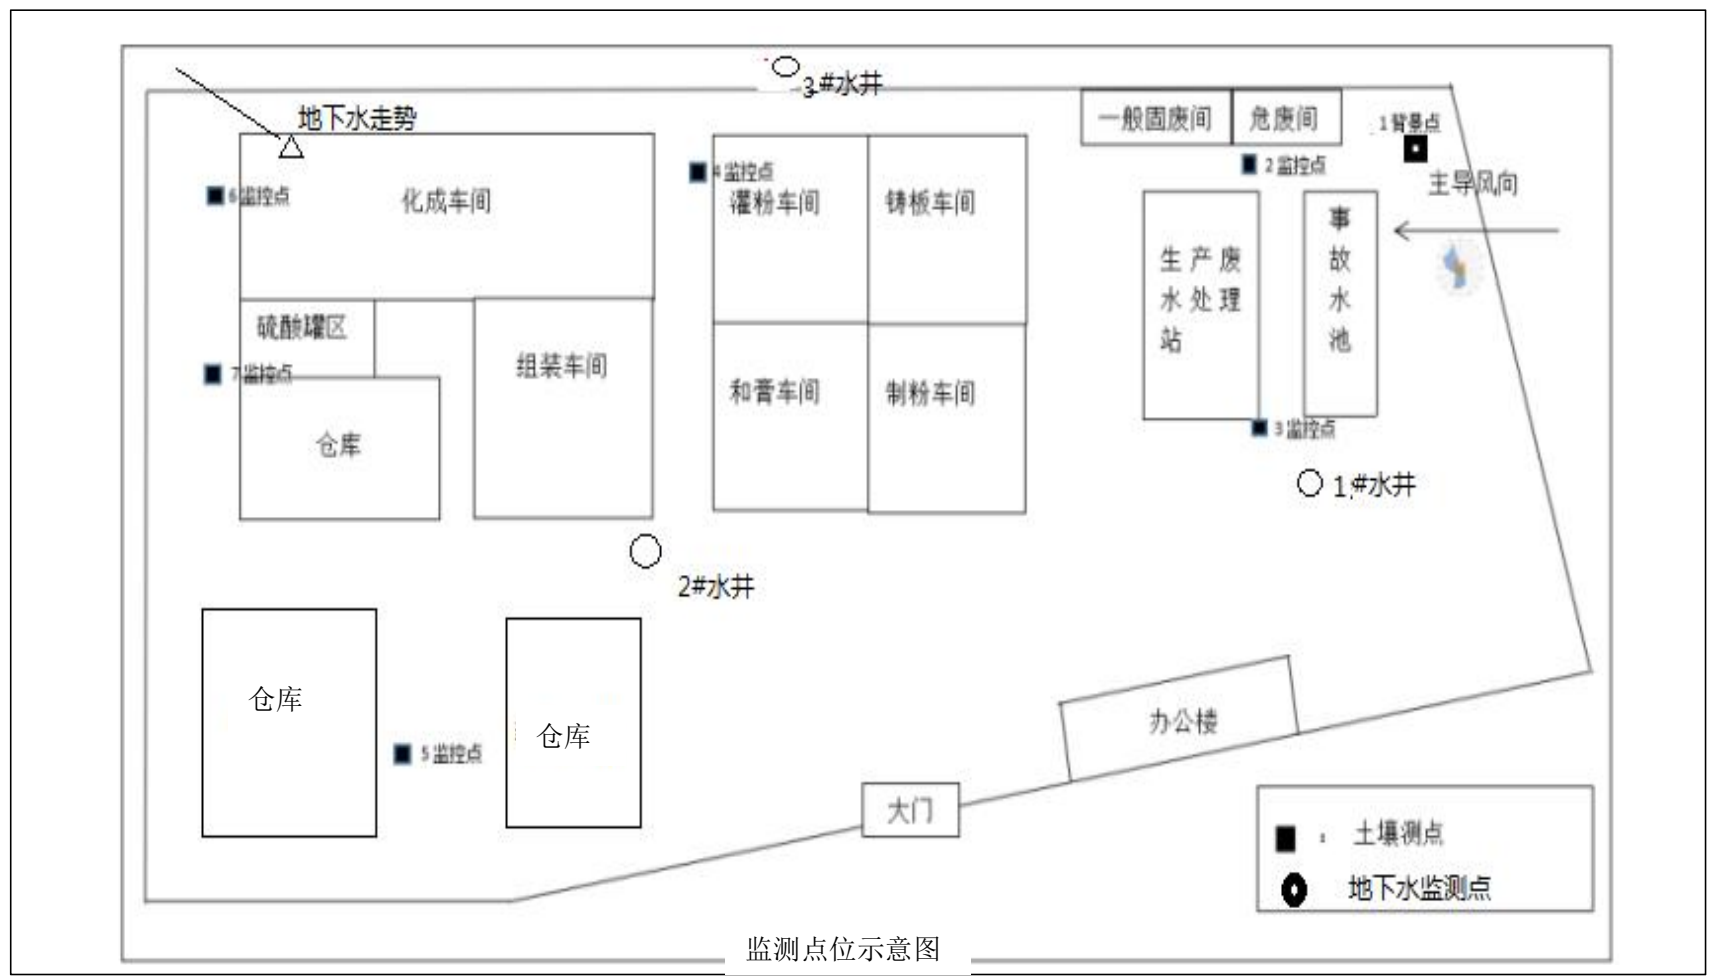 3#水井
地下水走势
一般固废间
危废间
1背景点
2监控点
4监控点
主导风向
6监控点
化成车间
灌粉车间
铸板车间
事
故
水
池
生产废
水处理
站
硫酸罐区
组装车间
7监控点
和膏车间
制粉车间
3监控点
仓库
1#水井
2#水井
仓库
仓库
5监控点
办公楼
大门
: 土壤测点
地下水监测点
监测点位示意图